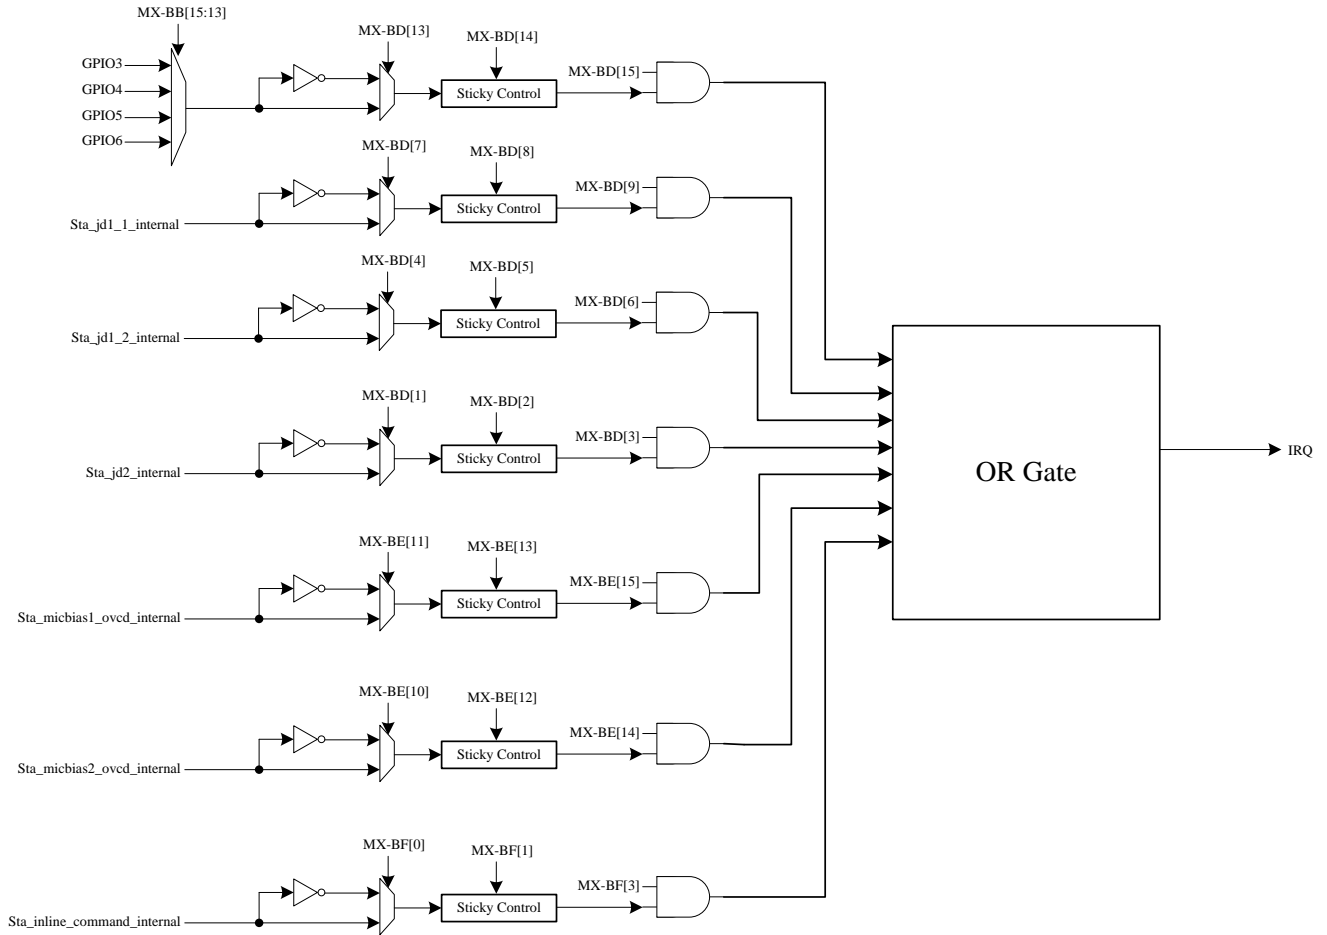 MX-BB[15:13]
MX-BD[13]
MX-BD[14]
GPIO3
GPIO4
GPIO5
GPIO6
Sticky Control
MX-BD[15]
MX-BD[7]
MX-BD[8]
MX-BD[9]
Sta_jd1_1_internal
Sticky Control
MX-BD[4]
MX-BD[5]
MX-BD[6]
Sta_jd1_2_internal
Sticky Control
MX-BD[1]
MX-BD[2]
MX-BD[3]
Sta_jd2_internal
Sticky Control
OR Gate
IRQ
MX-BE[11]
MX-BE[13]
MX-BE[15]
Sta_micbias1_ovcd_internal
Sticky Control
MX-BE[10]
MX-BE[12]
MX-BE[14]
Sta_micbias2_ovcd_internal
Sticky Control
MX-BF[0]
MX-BF[1]
MX-BF[3]
Sta_inline_command_internal
Sticky Control